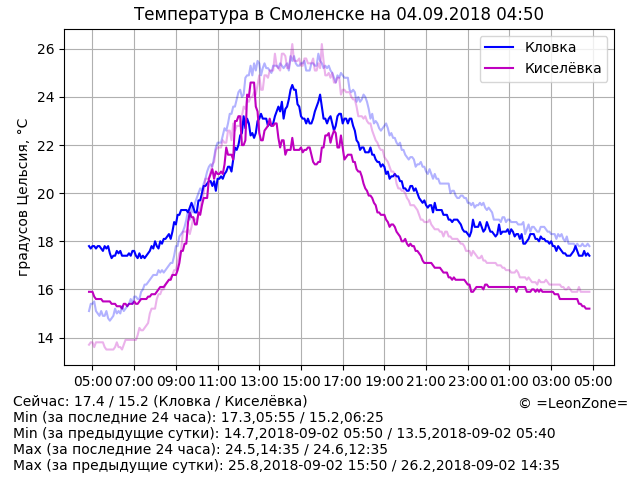 Температура в Смоленске на 04.09.2018 04:50
градусов Цельсия, °C
26
24
22
20
18
16
14
Кловка
Киселёвка
05:00 07:00 09:00 11:00 13:00 15:00 17:00 19:00 21:00 23:00 01:00 03:00 05:00
© =LeonZone=
Сейчас: 17.4 / 15.2 (Кловка / Киселёвка)
Min (за последние 24 часа): 17.3,05:55 / 15.2,06:25
Min (за предыдущие сутки): 14.7,2018-09-02 05:50 / 13.5,2018-09-02 05:40
Max (за последние 24 часа): 24.5,14:35 / 24.6,12:35
Max (за предыдущие сутки): 25.8,2018-09-02 15:50 / 26.2,2018-09-02 14:35